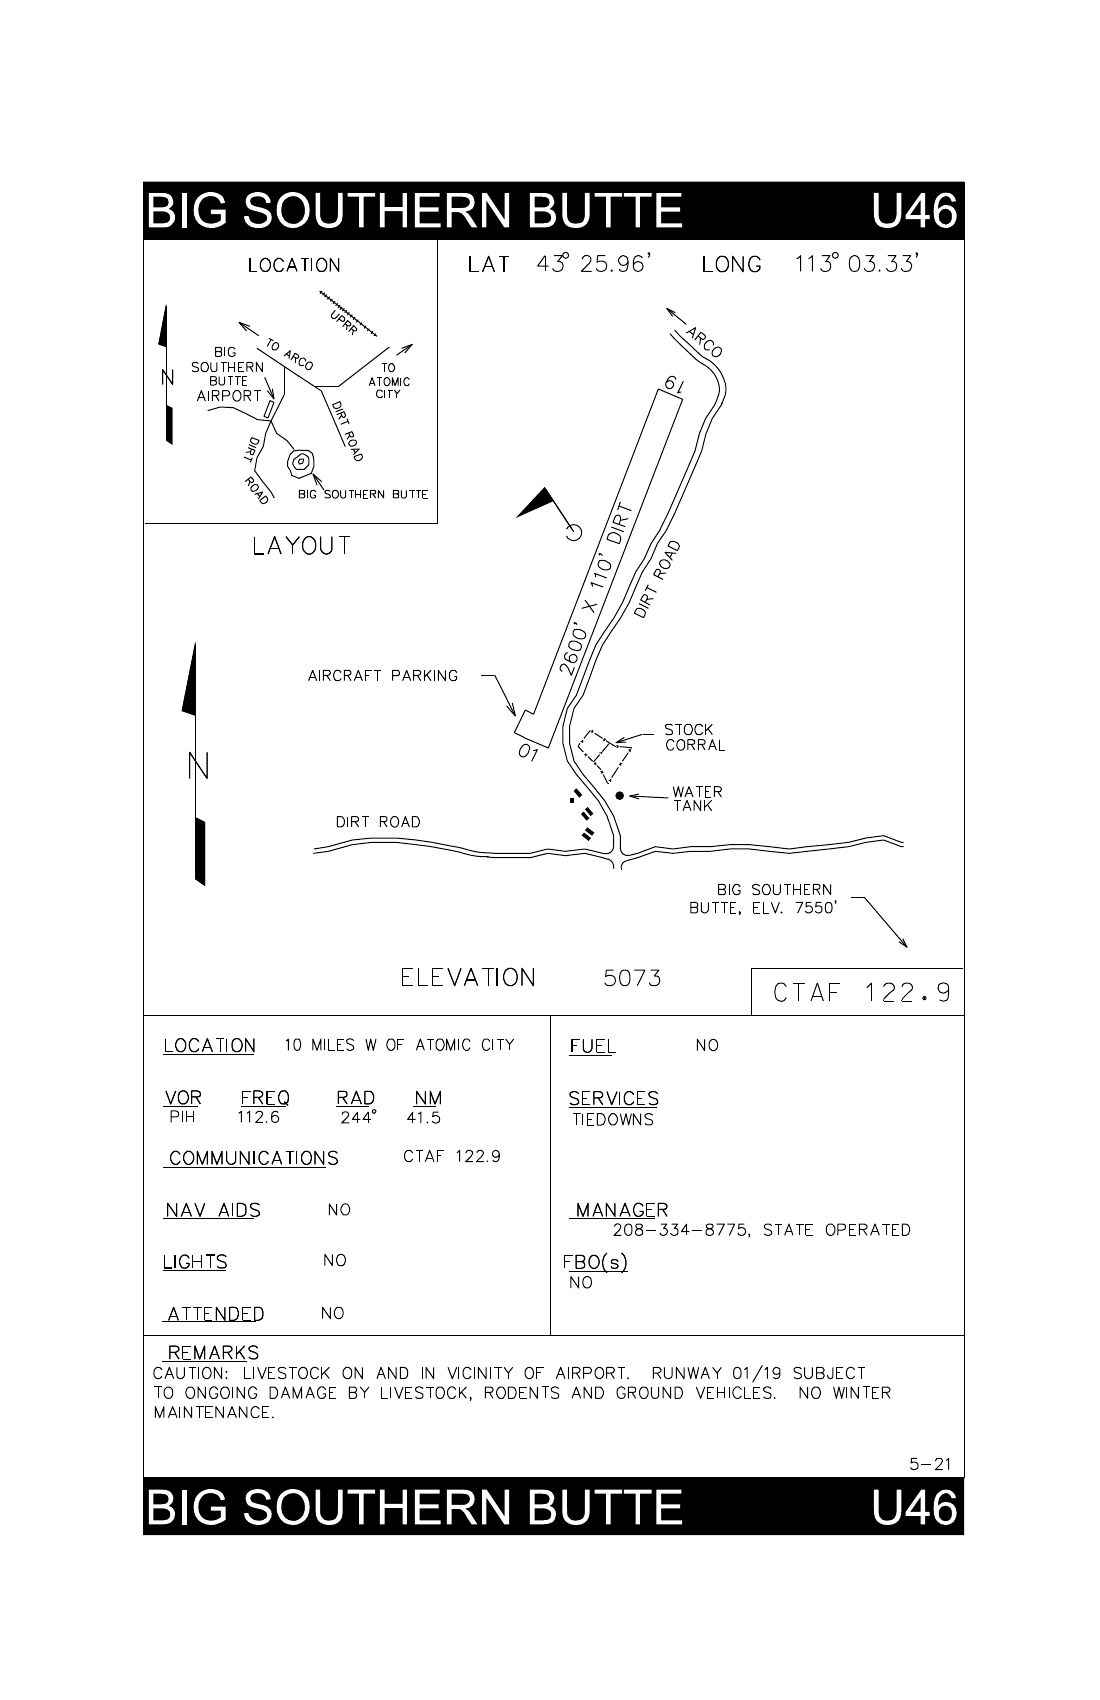 BIG SOUTHERN BUTTE U46
LOCATION
LAT 43° 25.96' LONG 113° 03.33'
UPRR
TO ARCO
BIG
SOUTHERN
BUTTE
AIRPORT
TO
ATOMIC
CITY
N
DIRT ROAD
DIRT
ROAD
BIG SOUTHERN BUTTE
ARCO
19
LAYOUT
2600' X 110' DIRT
DIRT ROAD
AIRCRAFT PARKING
01
STOCK
CORRAL
N
WATER
TANK
DIRT ROAD
BIG SOUTHERN
BUTTE, ELV. 7550'
ELEVATION 5073
CTAF 122.9
LOCATION 10 MILES W OF ATOMIC CITY
VOR FREQ RAD NM
PIH 112.6 244° 41.5
COMMUNICATIONS CTAF 122.9
NAV AIDS NO
LIGHTS NO
ATTENDED NO
FUEL NO
SERVICES
TIEDOWNS
MANAGER
208-334-8775, STATE OPERATED
FBO(s)
NO
REMARKS
CAUTION: LIVESTOCK ON AND IN VICINITY OF AIRPORT. RUNWAY 01/19 SUBJECT
TO ONGOING DAMAGE BY LIVESTOCK, RODENTS AND GROUND VEHICLES. NO WINTER
MAINTENANCE.
5-21
BIG SOUTHERN BUTTE U46